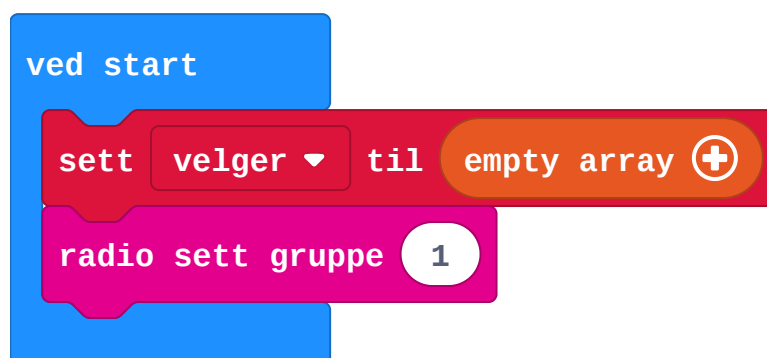 ved start
sett velger til empty array
radio sett gruppe 1